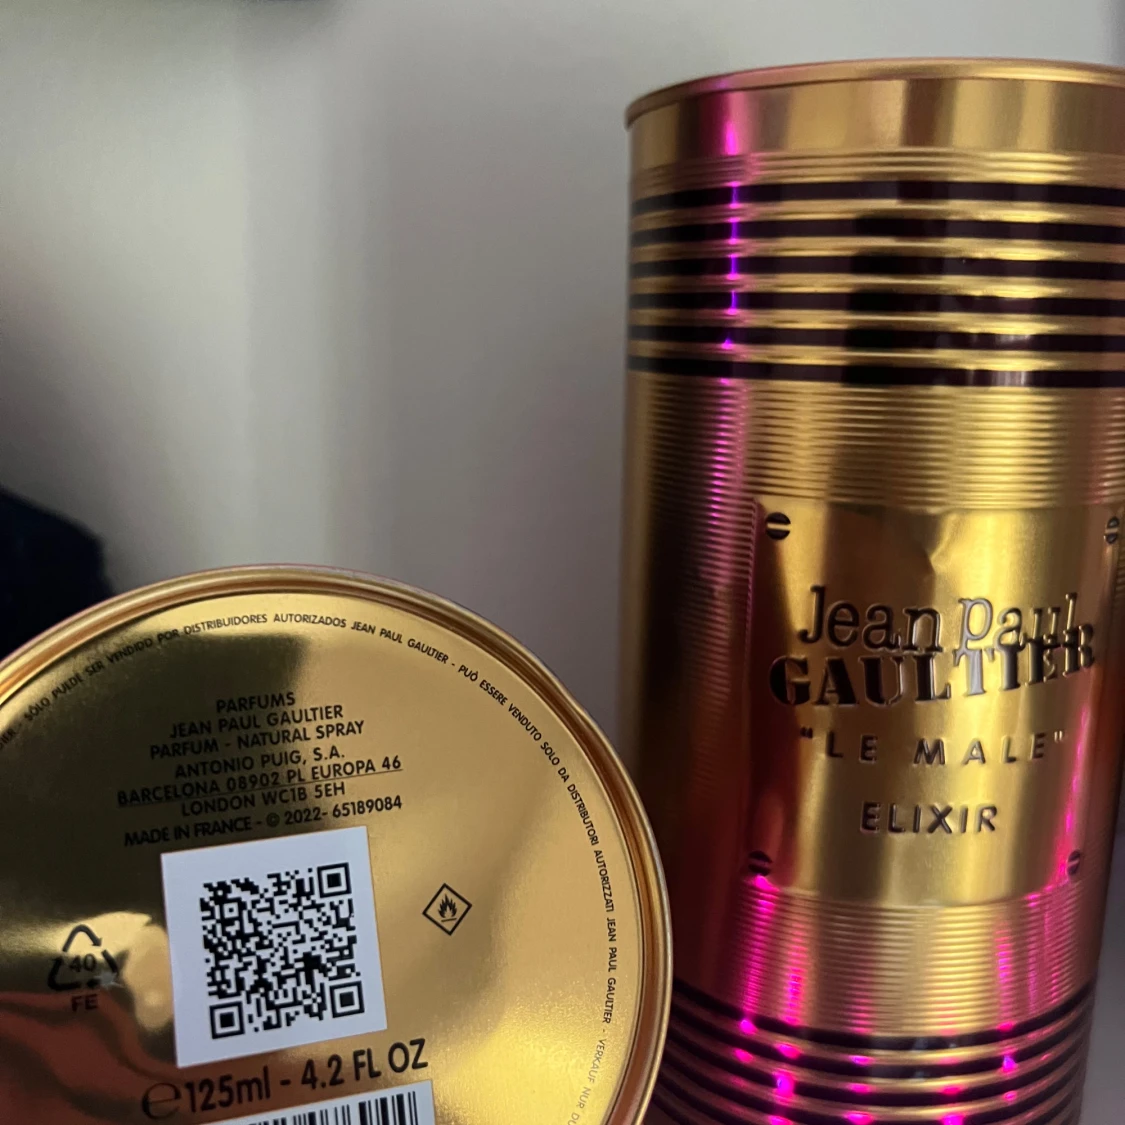 SÓLO PUEDE SER VENDIDO POR DISTRIBUIDORES AUTORIZADOS JEAN PAUL GAULTIER - PUÒ ESSERE VENDUTO SOLO DA DISTRIBUTORI AUTORIZZATI JEAN PAUL GAULTIER - VERKAUF NUR
PARFUMS
JEAN PAUL GAULTIER
PARFUM - NATURAL SPRAY
ANTONIO PUIG, S.A.
BARCELONA 08902 PL EUROPA 46
LONDON WC1B 5EH
MADE IN FRANCE - © 2022- 65189084
40
FE
℮125ml - 4.2 FL OZ
Jean Paul
GAULTIER
"LE MALE"
ELIXIR